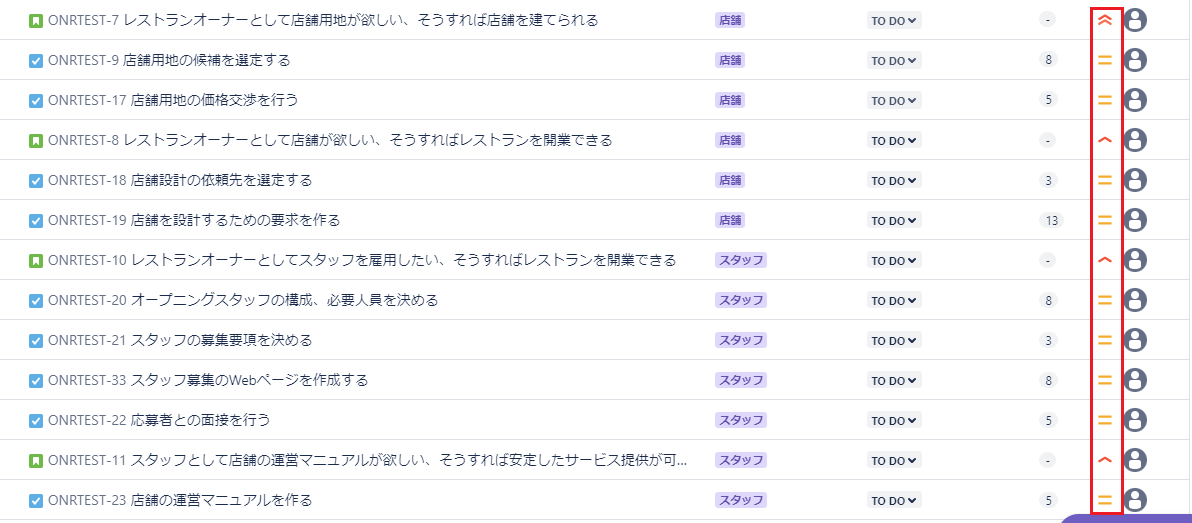 ONRTEST-7 レストランオーナーとして店舗用地が欲しい、そうすれば店舗を建てられる 店舗 TO DO -
ONRTEST-9 店舗用地の候補を選定する 店舗 TO DO 8
ONRTEST-17 店舗用地の価格交渉を行う 店舗 TO DO 5
ONRTEST-8 レストランオーナーとして店舗が欲しい、そうすればレストランを開業できる 店舗 TO DO -
ONRTEST-18 店舗設計の依頼先を選定する 店舗 TO DO 3
ONRTEST-19 店舗を設計するための要求を作る 店舗 TO DO 13
ONRTEST-10 レストランオーナーとしてスタッフを雇用したい、そうすればレストランを開業できる スタッフ TO DO -
ONRTEST-20 オープニングスタッフの構成、必要人員を決める スタッフ TO DO 8
ONRTEST-21 スタッフの募集要項を決める スタッフ TO DO 3
ONRTEST-33 スタッフ募集のWebページを作成する スタッフ TO DO 8
ONRTEST-22 応募者との面接を行う スタッフ TO DO 5
ONRTEST-11 スタッフとして店舗の運営マニュアルが欲しい、そうすれば安定したサービス提供が可... スタッフ TO DO -
ONRTEST-23 店舗の運営マニュアルを作る スタッフ TO DO 5